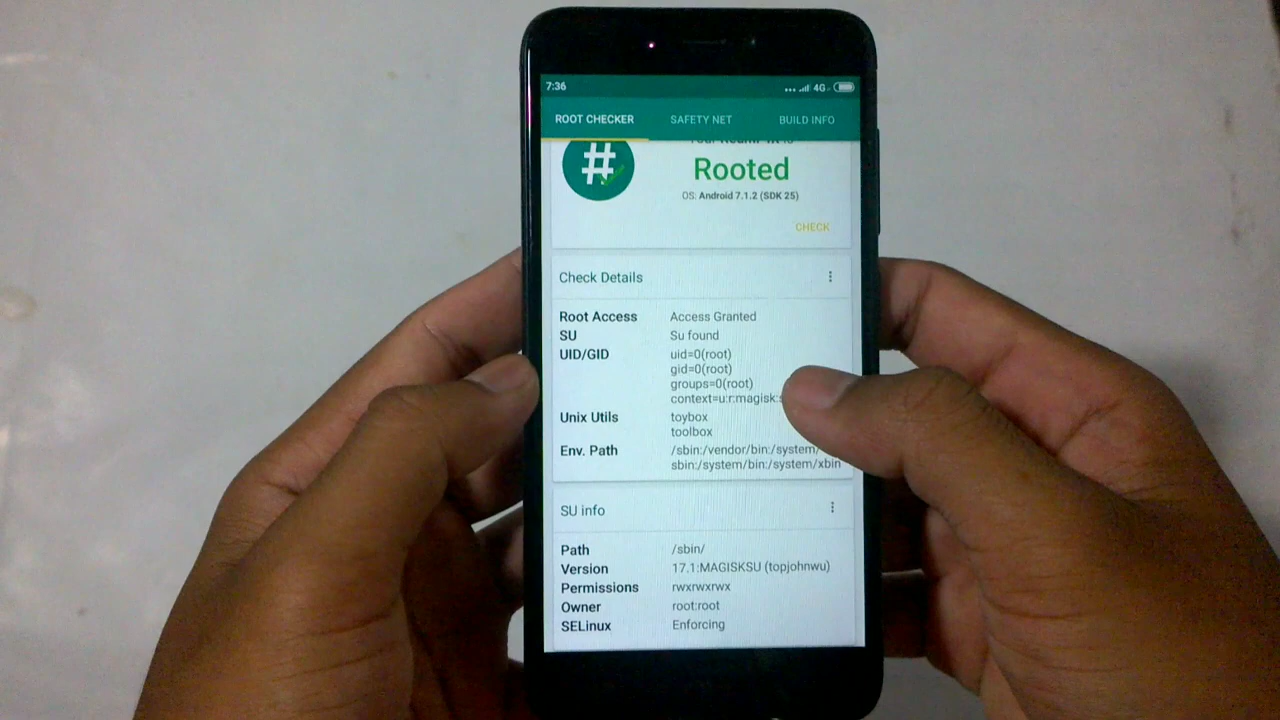 7:36
4G
ROOT CHECKER SAFETY NET BUILD INFO
Rooted
OS: Android 7.1.2 (SDK 25)
CHECK
Check Details
Root Access Access Granted
SU Su found
UID/GID uid=0(root)
gid=0(root)
groups=0(root)
context=u:r:magisk:
Unix Utils toybox
toolbox
Env. Path /sbin:/vendor/bin:/system/
sbin:/system/bin:/system/xbin
SU info
Path /sbin/
Version 17.1:MAGISKSU (topjohnwu)
Permissions rwxrwxrwx
Owner root:root
SELinux Enforcing